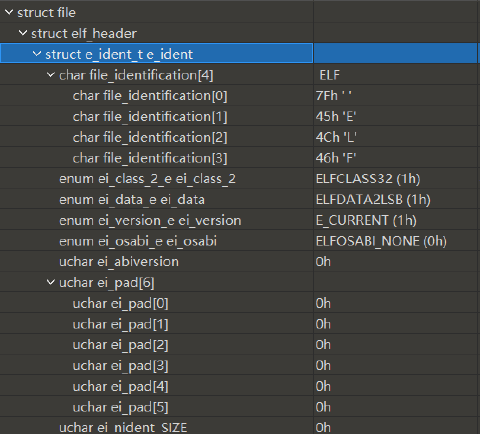 struct file
struct elf_header
struct e_ident_t e_ident
char file_identification[4] ELF
char file_identification[0] 7Fh ' '
char file_identification[1] 45h 'E'
char file_identification[2] 4Ch 'L'
char file_identification[3] 46h 'F'
enum ei_class_2_e ei_class_2 ELFCLASS32 (1h)
enum ei_data_e ei_data ELFDATA2LSB (1h)
enum ei_version_e ei_version E_CURRENT (1h)
enum ei_osabi_e ei_osabi ELFOSABI_NONE (0h)
uchar ei_abiversion 0h
uchar ei_pad[6]
uchar ei_pad[0] 0h
uchar ei_pad[1] 0h
uchar ei_pad[2] 0h
uchar ei_pad[3] 0h
uchar ei_pad[4] 0h
uchar ei_pad[5] 0h
uchar ei_nident_SIZE 0h